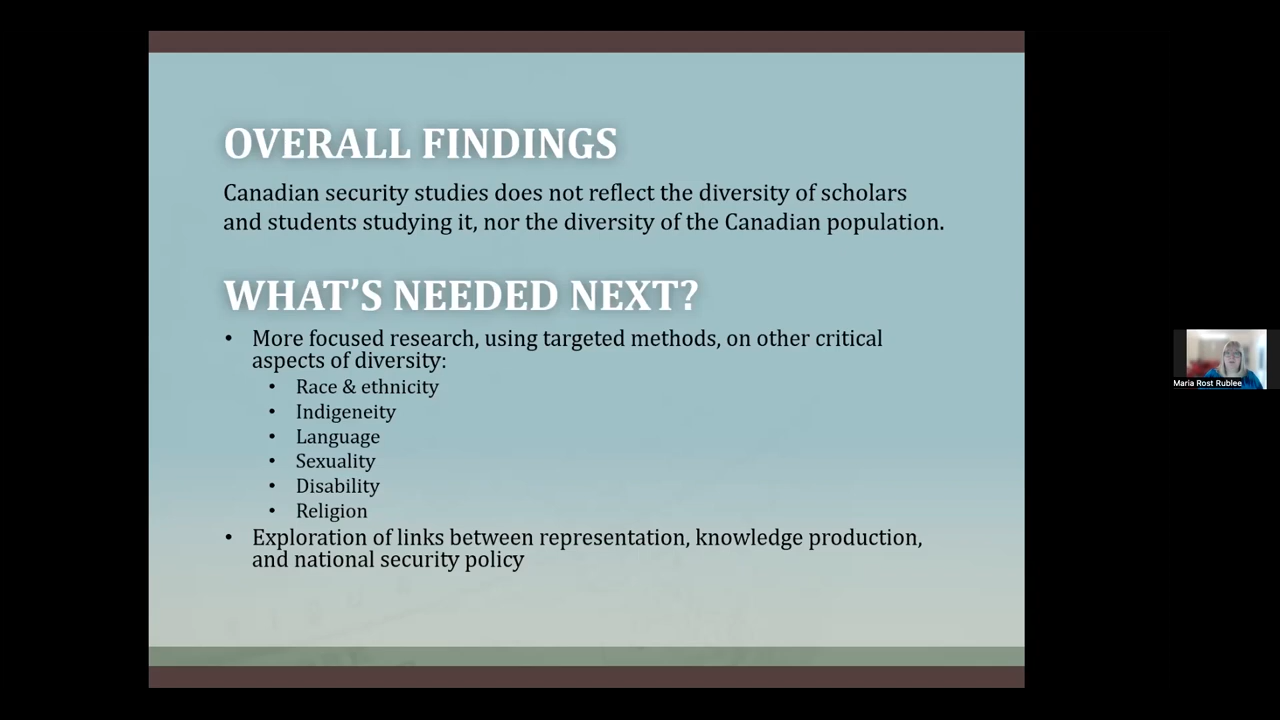 OVERALL FINDINGS
Canadian security studies does not reflect the diversity of scholars
and students studying it, nor the diversity of the Canadian population.
WHAT'S NEEDED NEXT?
• More focused research, using targeted methods, on other critical
aspects of diversity:
• Race & ethnicity
• Indigeneity
• Language
• Sexuality
• Disability
• Religion
• Exploration of links between representation, knowledge production,
and national security policy
Maria Rost Rublee